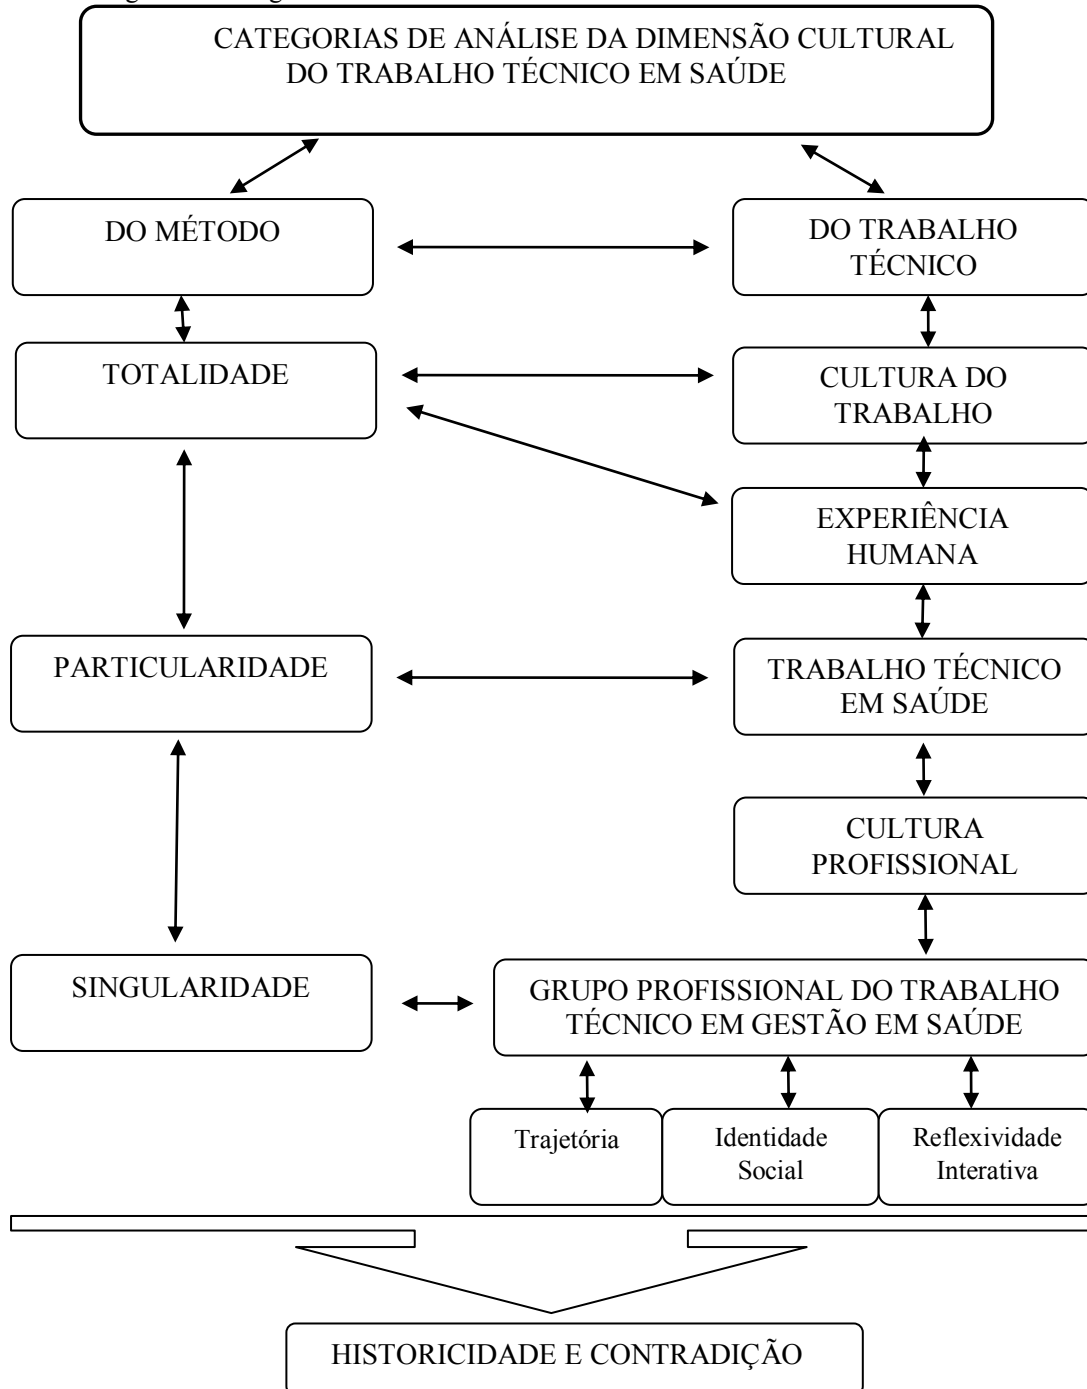 CATEGORIAS DE ANÁLISE DA DIMENSÃO CULTURAL
DO TRABALHO TÉCNICO EM SAÚDE
DO MÉTODO
DO TRABALHO
TÉCNICO
TOTALIDADE
CULTURA DO
TRABALHO
EXPERIÊNCIA
HUMANA
PARTICULARIDADE
TRABALHO TÉCNICO
EM SAÚDE
CULTURA
PROFISSIONAL
SINGULARIDADE
GRUPO PROFISSIONAL DO TRABALHO
TÉCNICO EM GESTÃO EM SAÚDE
Trajetória
Identidade
Social
Reflexividade
Interativa
HISTORICIDADE E CONTRADIÇÃO